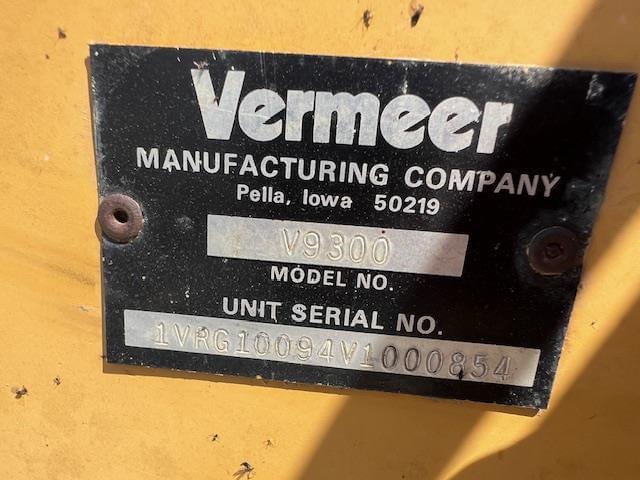 Vermeer
MANUFACTURING COMPANY
Pella, Iowa 50219
V9300
MODEL NO.
UNIT SERIAL NO.
1VRG10094V1000854